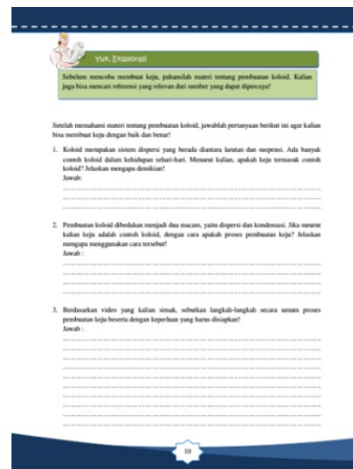 Yuk, Eksplorasi
Sebelum mencoba membuat keju, pahamilah materi tentang pembuatan koloid. Kalian
juga bisa mencari referensi yang relevan dari sumber yang dapat dipercaya!
Setelah memahami materi tentang pembuatan koloid, jawablah pertanyaan berikut ini agar kalian
bisa membuat keju dengan baik dan benar!
1. Koloid merupakan sistem dispersi yang berada diantara larutan dan suspensi. Ada banyak
contoh koloid dalam kehidupan sehari-hari. Menurut kalian, apakah keju termasuk contoh
koloid? Jelaskan mengapa demikian!
Jawab:
2. Pembuatan koloid dibedakan menjadi dua macam, yaitu dispersi dan kondensasi. Jika meurut
kalian keju adalah contoh koloid, dengan cara apakah proses pembuatan keju? Jelaskan
mengapa menggunakan cara tersebut!
Jawab :
3. Berdasarkan video yang kalian simak, sebutkan langkah-langkah secara umum proses
pembuatan keju beserta dengan keperluan yang harus disiapkan!
Jawab :
10